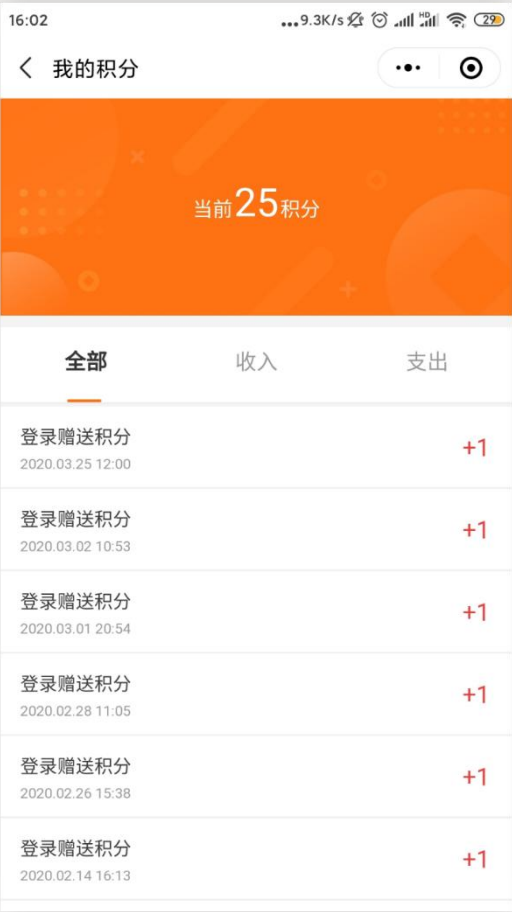 16:02
...9.3K/s HD 29
我的积分
当前25积分
全部 收入 支出
登录赠送积分
+1
2020.03.25 12:00
登录赠送积分
+1
2020.03.02 10:53
登录赠送积分
+1
2020.03.01 20:54
登录赠送积分
+1
2020.02.28 11:05
登录赠送积分
+1
2020.02.26 15:38
登录赠送积分
+1
2020.02.14 16:13